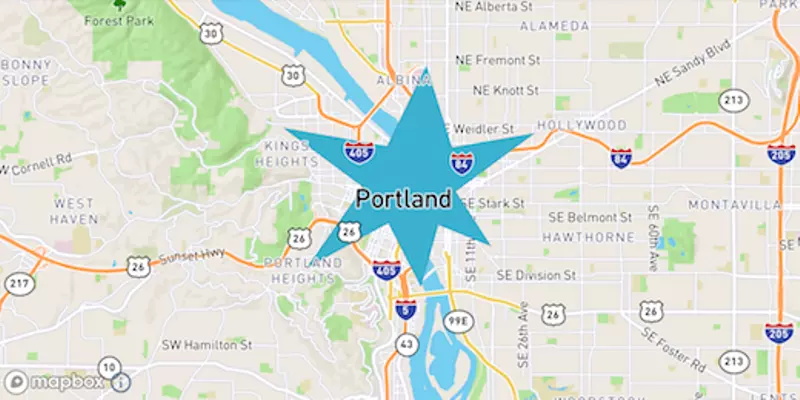 NE Alberta St
PARK
Forest Park
30
ALAMEDA
BONNY
SLOPE
NE Fremont St
NE Sandy Blvd
30
ALBINA
NE Knott St
213
Weidler St
HOLLYWOOD
KINGS
HEIGHTS
405
84
84
205
W Cornell Rd
Portland
WEST
HAVEN
SE Stark St
MONTAVILLA
SE Belmont St
SE 60th Ave
26
26
HAWTHORNE
Sunset Hwy
26
PORTLAND
HEIGHTS
405
SE 11th
SE Division St
217
5
99E
26
26
205
SE 26th Ave
SE Foster Rd
SW Hamilton St
43
213
10
mapbox
WOODSTOCK
LENTS